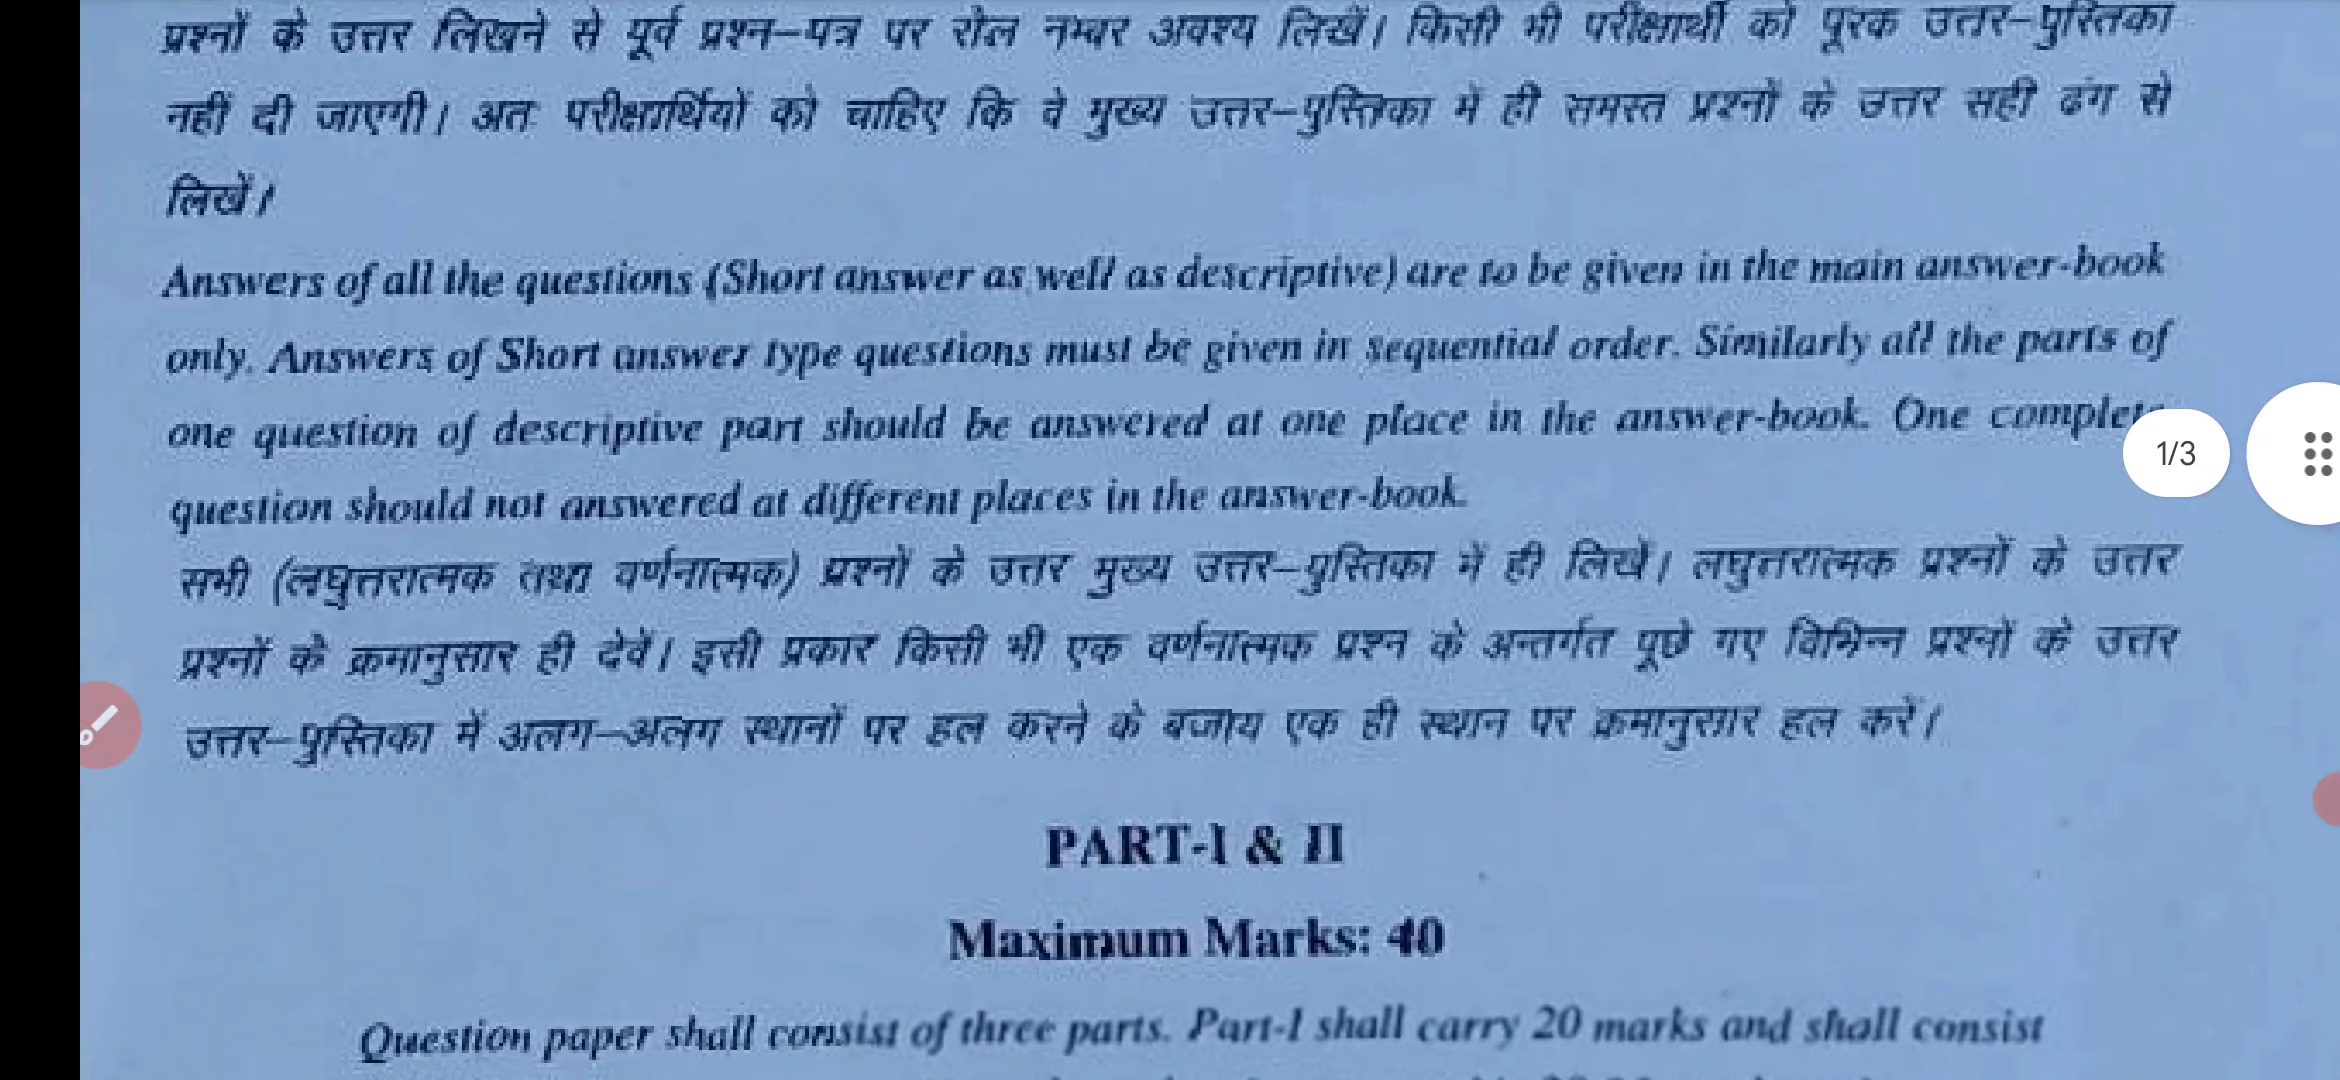 प्रश्नों के उत्तर लिखने से पूर्व प्रश्न-पत्र पर रोल नम्बर अवश्य लिखें। किसी भी परीक्षार्थी को पूरक उत्तर-पुस्तिका
नहीं दी जाएगी। अतः परीक्षार्थियों को चाहिए कि वे मुख्य उत्तर-पुस्तिका में ही समस्त प्रश्नों के उत्तर सही ढंग से
लिखें।
Answers of all the questions (Short answer as well as descriptive) are to be given in the main answer-book
only. Answers of Short answer type questions must be given in sequential order. Similarly all the parts of
one question of descriptive part should be answered at one place in the answer-book. One complete
question should not answered at different places in the answer-book.
1/3
सभी (लघुत्तरात्मक तथा वर्णनात्मक) प्रश्नों के उत्तर मुख्य उत्तर-पुस्तिका में ही लिखें। लघुत्तरात्मक प्रश्नों के उत्तर
प्रश्नों के क्रमानुसार ही देवें। इसी प्रकार किसी भी एक वर्णनात्मक प्रश्न के अन्तर्गत पूछे गए विभिन्न प्रश्नों के उत्तर
उत्तर-पुस्तिका में अलग-अलग स्थानों पर हल करने के बजाय एक ही स्थान पर क्रमानुसार हल करें।
PART-I & II
Maximum Marks: 40
Question paper shall consist of three parts. Part-I shall carry 20 marks and shall consist